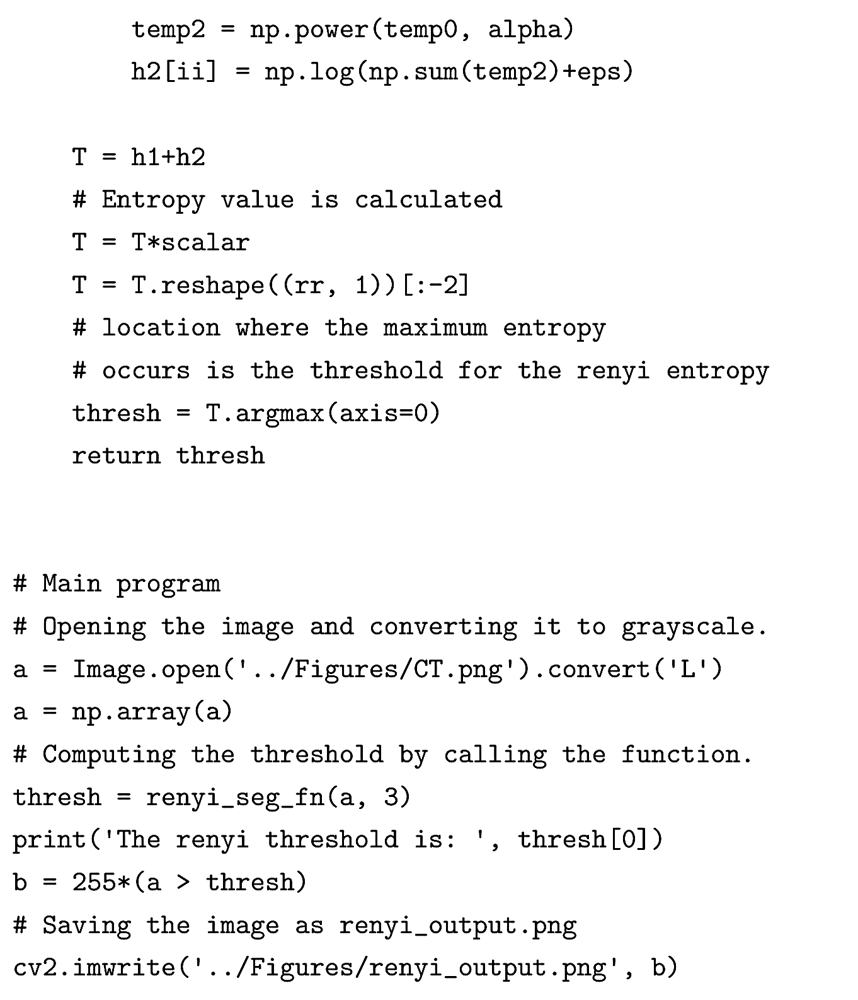 temp2 = np.power(temp0, alpha)
        h2[ii] = np.log(np.sum(temp2)+eps)

    T = h1+h2
    # Entropy value is calculated
    T = T*scalar
    T = T.reshape((rr, 1))[:-2]
    # location where the maximum entropy
    # occurs is the threshold for the renyi entropy
    thresh = T.argmax(axis=0)
    return thresh


# Main program
# Opening the image and converting it to grayscale.
a = Image.open('../Figures/CT.png').convert('L')
a = np.array(a)
# Computing the threshold by calling the function.
thresh = renyi_seg_fn(a, 3)
print('The renyi threshold is: ', thresh[0])
b = 255*(a > thresh)
# Saving the image as renyi_output.png
cv2.imwrite('../Figures/renyi_output.png', b)